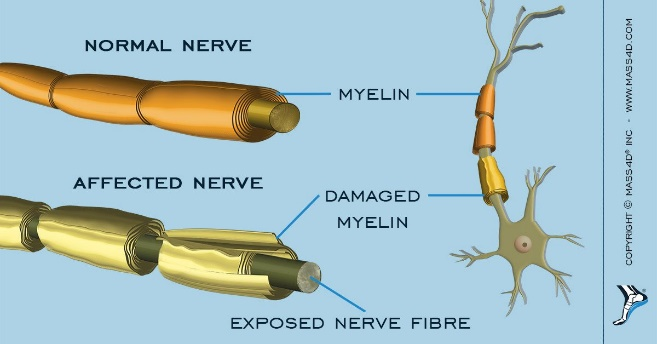 NORMAL NERVE
MYELIN
AFFECTED NERVE
DAMAGED
MYELIN
EXPOSED NERVE FIBRE
COPYRIGHT © MASS4D® INC - WWW.MASS4D.COM